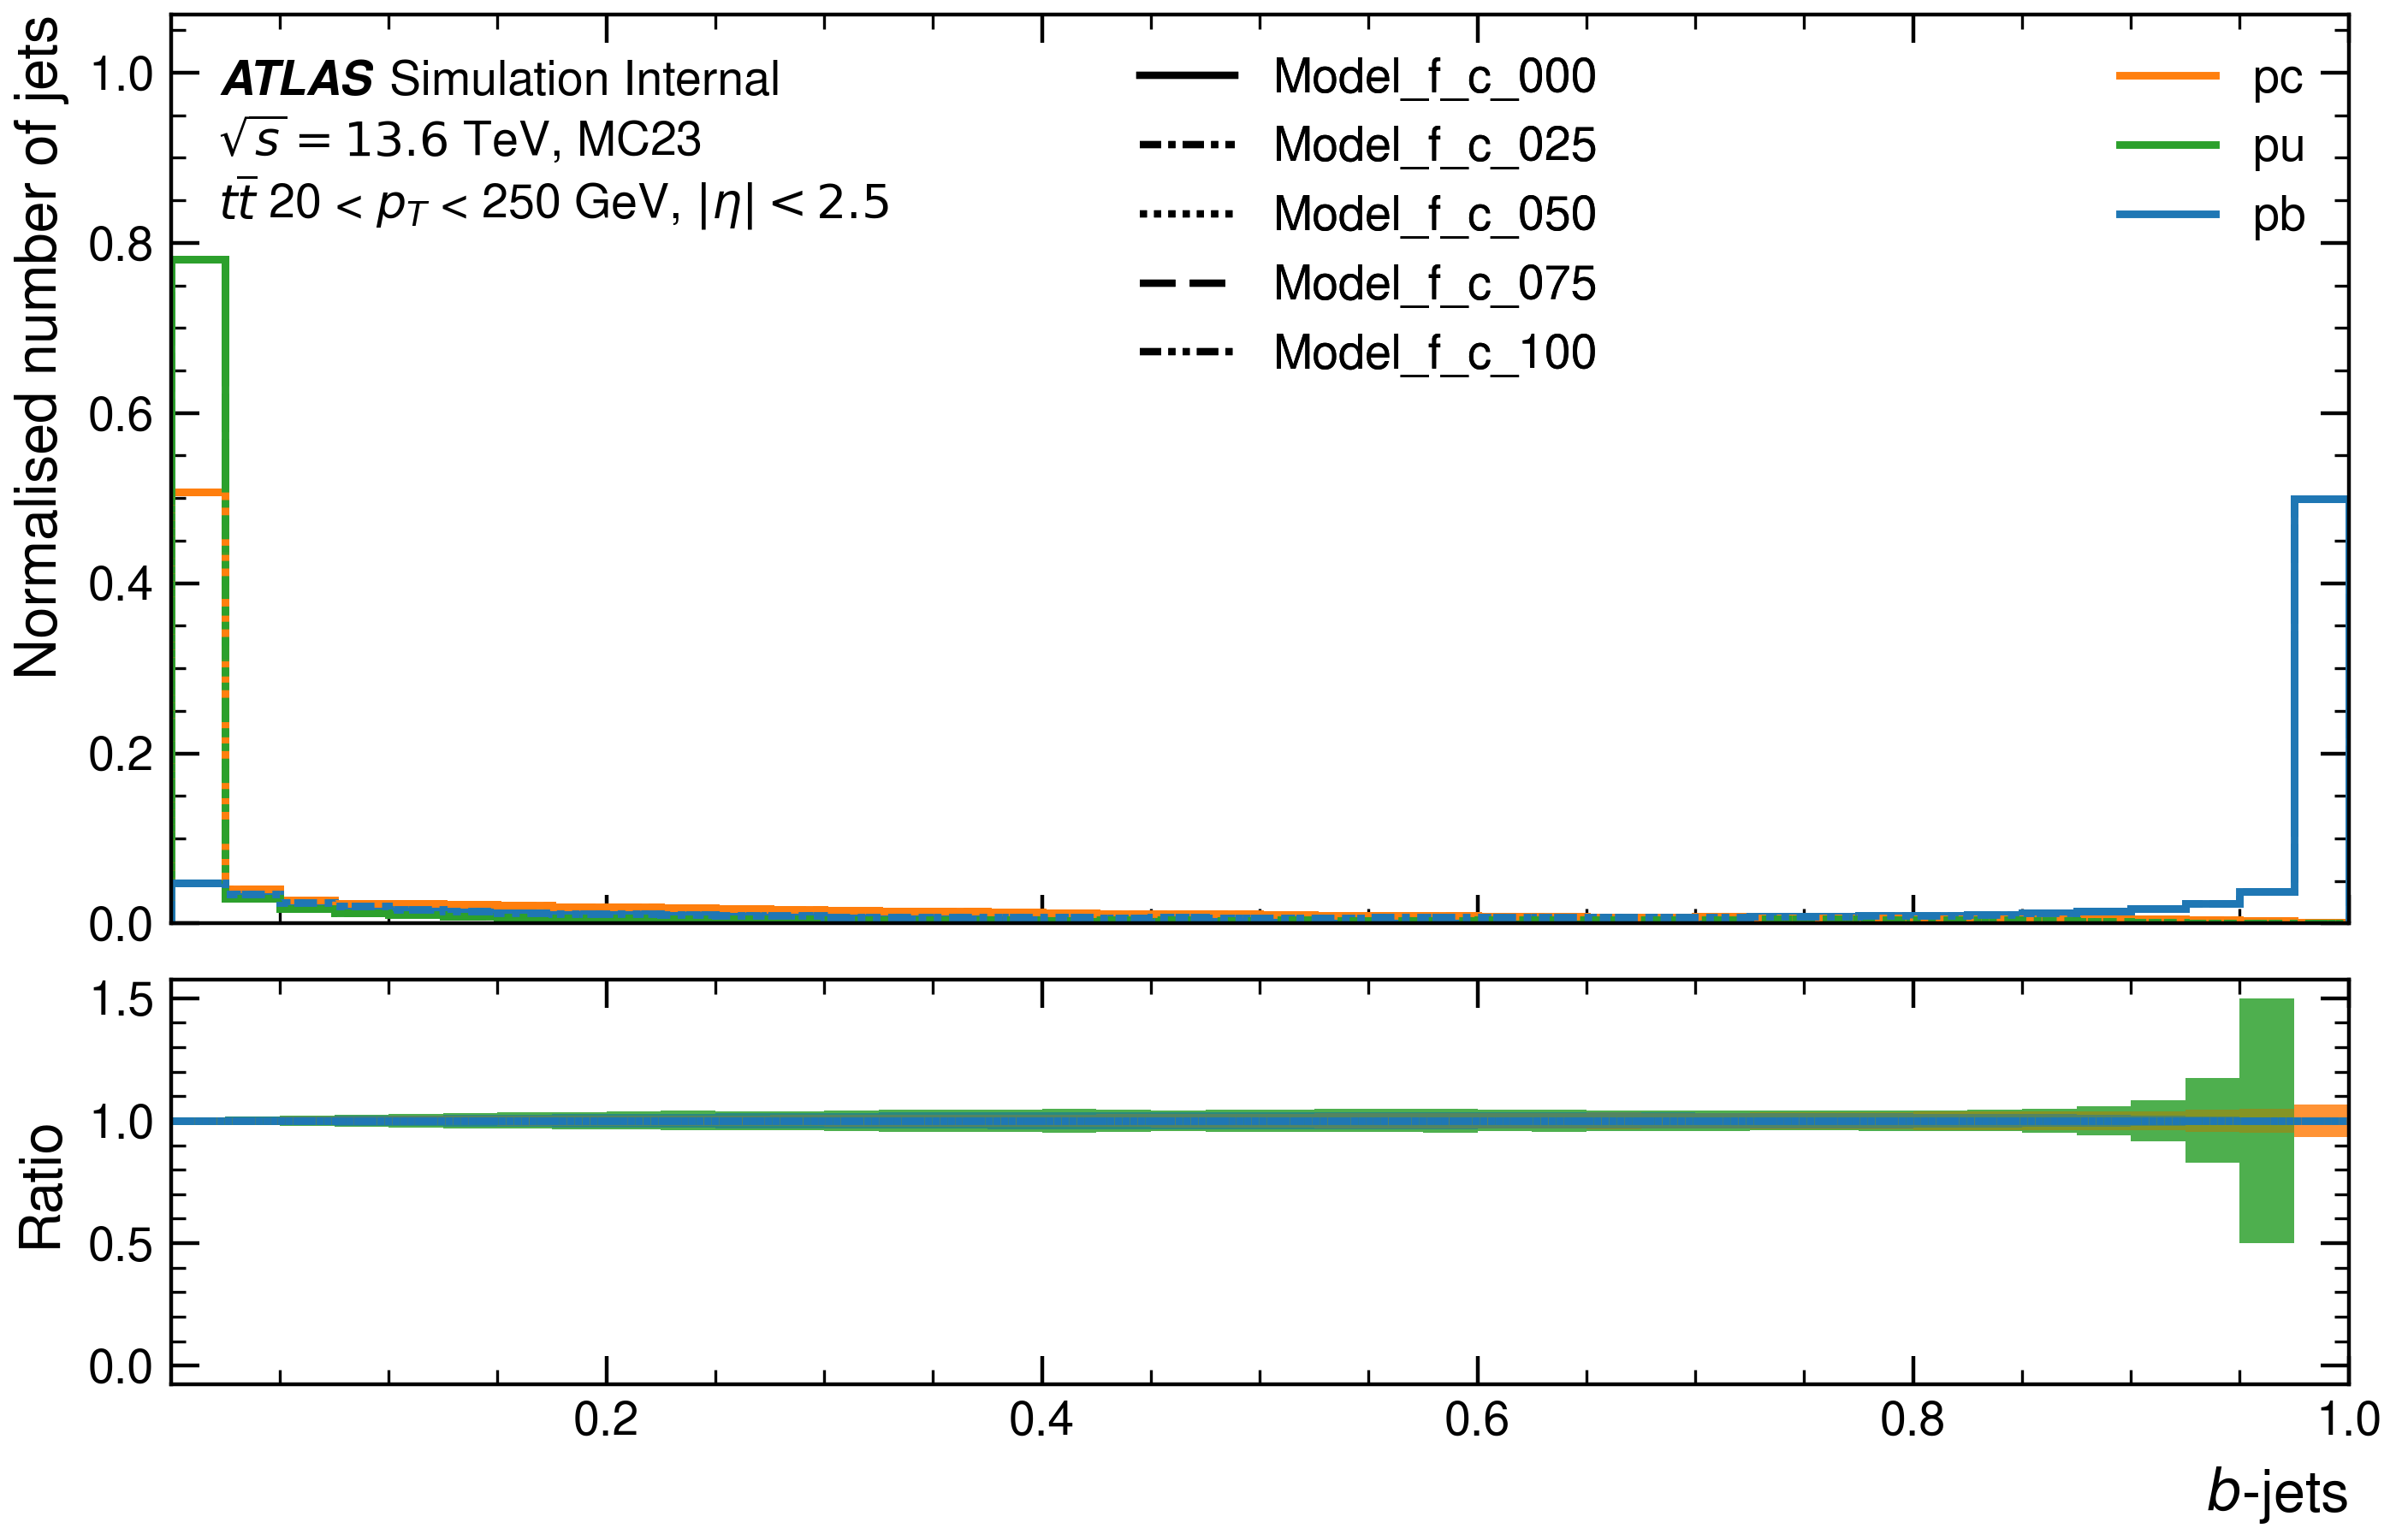 Normalised number of jets
1.0
0.8
0.6
0.4
0.2
0.0
ATLAS Simulation Internal
√s = 13.6 TeV, MC23
tt̄ 20 < p_T < 250 GeV, |η| < 2.5
Model_f_c_000
Model_f_c_025
Model_f_c_050
Model_f_c_075
Model_f_c_100
pc
pu
pb
Ratio
1.5
1.0
0.5
0.0
0.2
0.4
0.6
0.8
1.0
b-jets